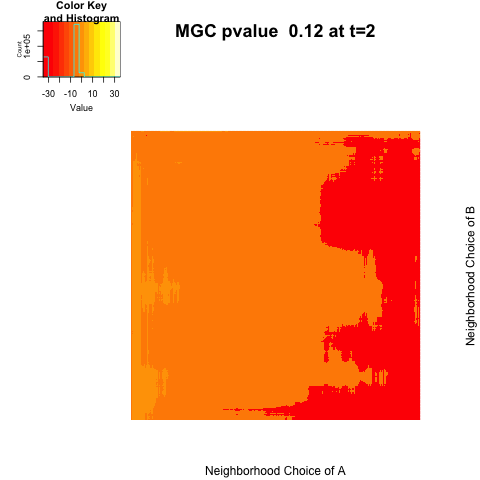 Color Key
and Histogram
MGC pvalue  0.12 at t=2
Count
0
1e+05
-30
-10
10
30
Value
Neighborhood Choice of B
Neighborhood Choice of A